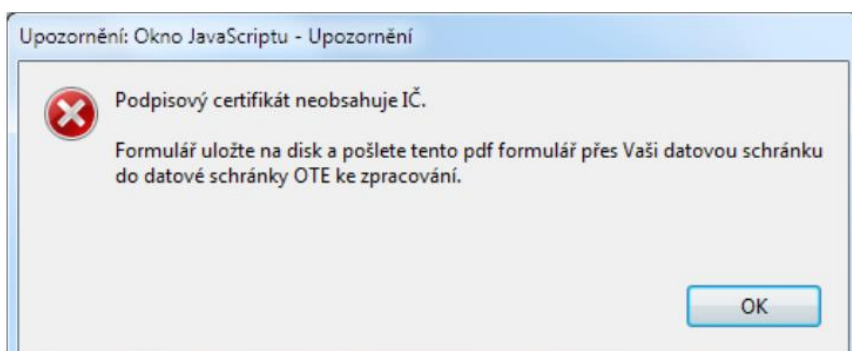 Upozornění: Okno JavaScriptu - Upozornění
Podpisový certifikát neobsahuje IČ.
Formulář uložte na disk a pošlete tento pdf formulář přes Vaši datovou schránku
do datové schránky OTE ke zpracování.
OK